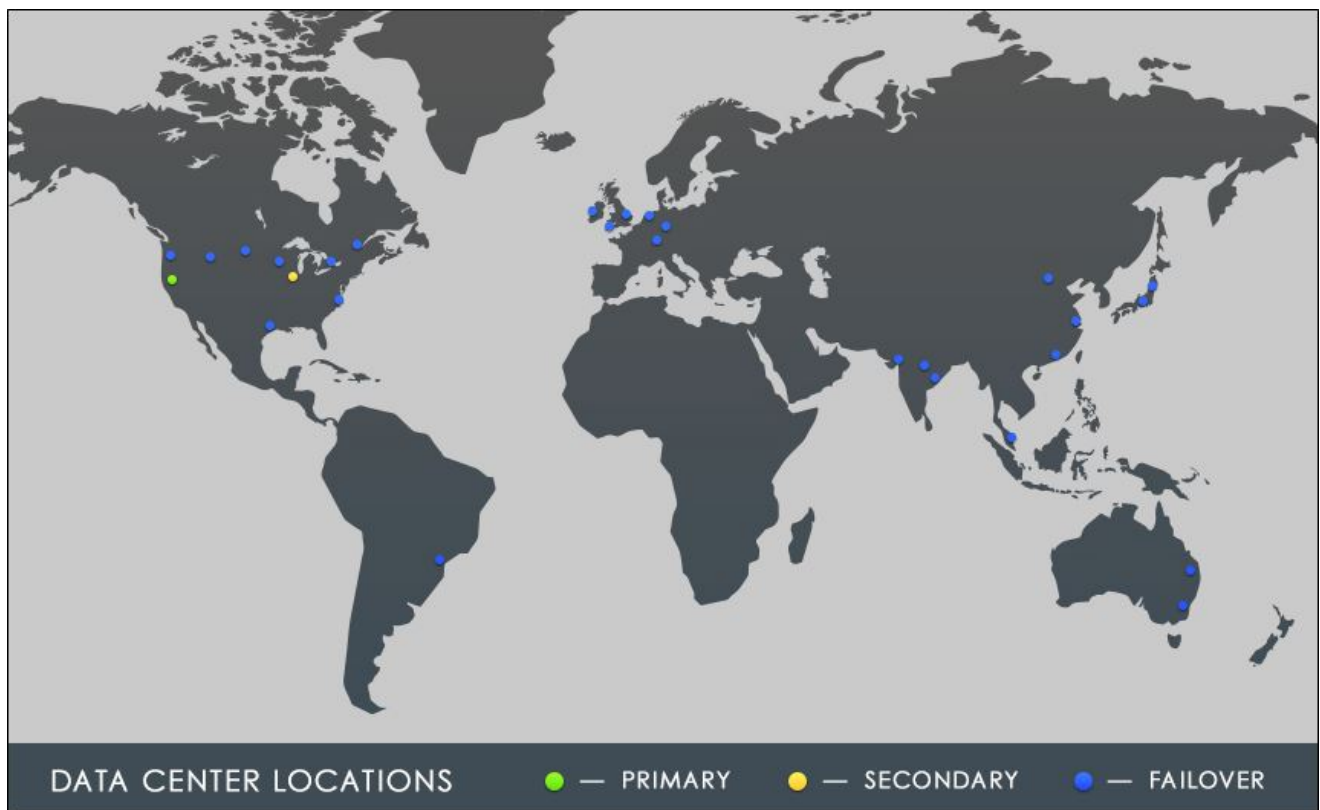 DATA CENTER LOCATIONS — PRIMARY — SECONDARY — FAILOVER